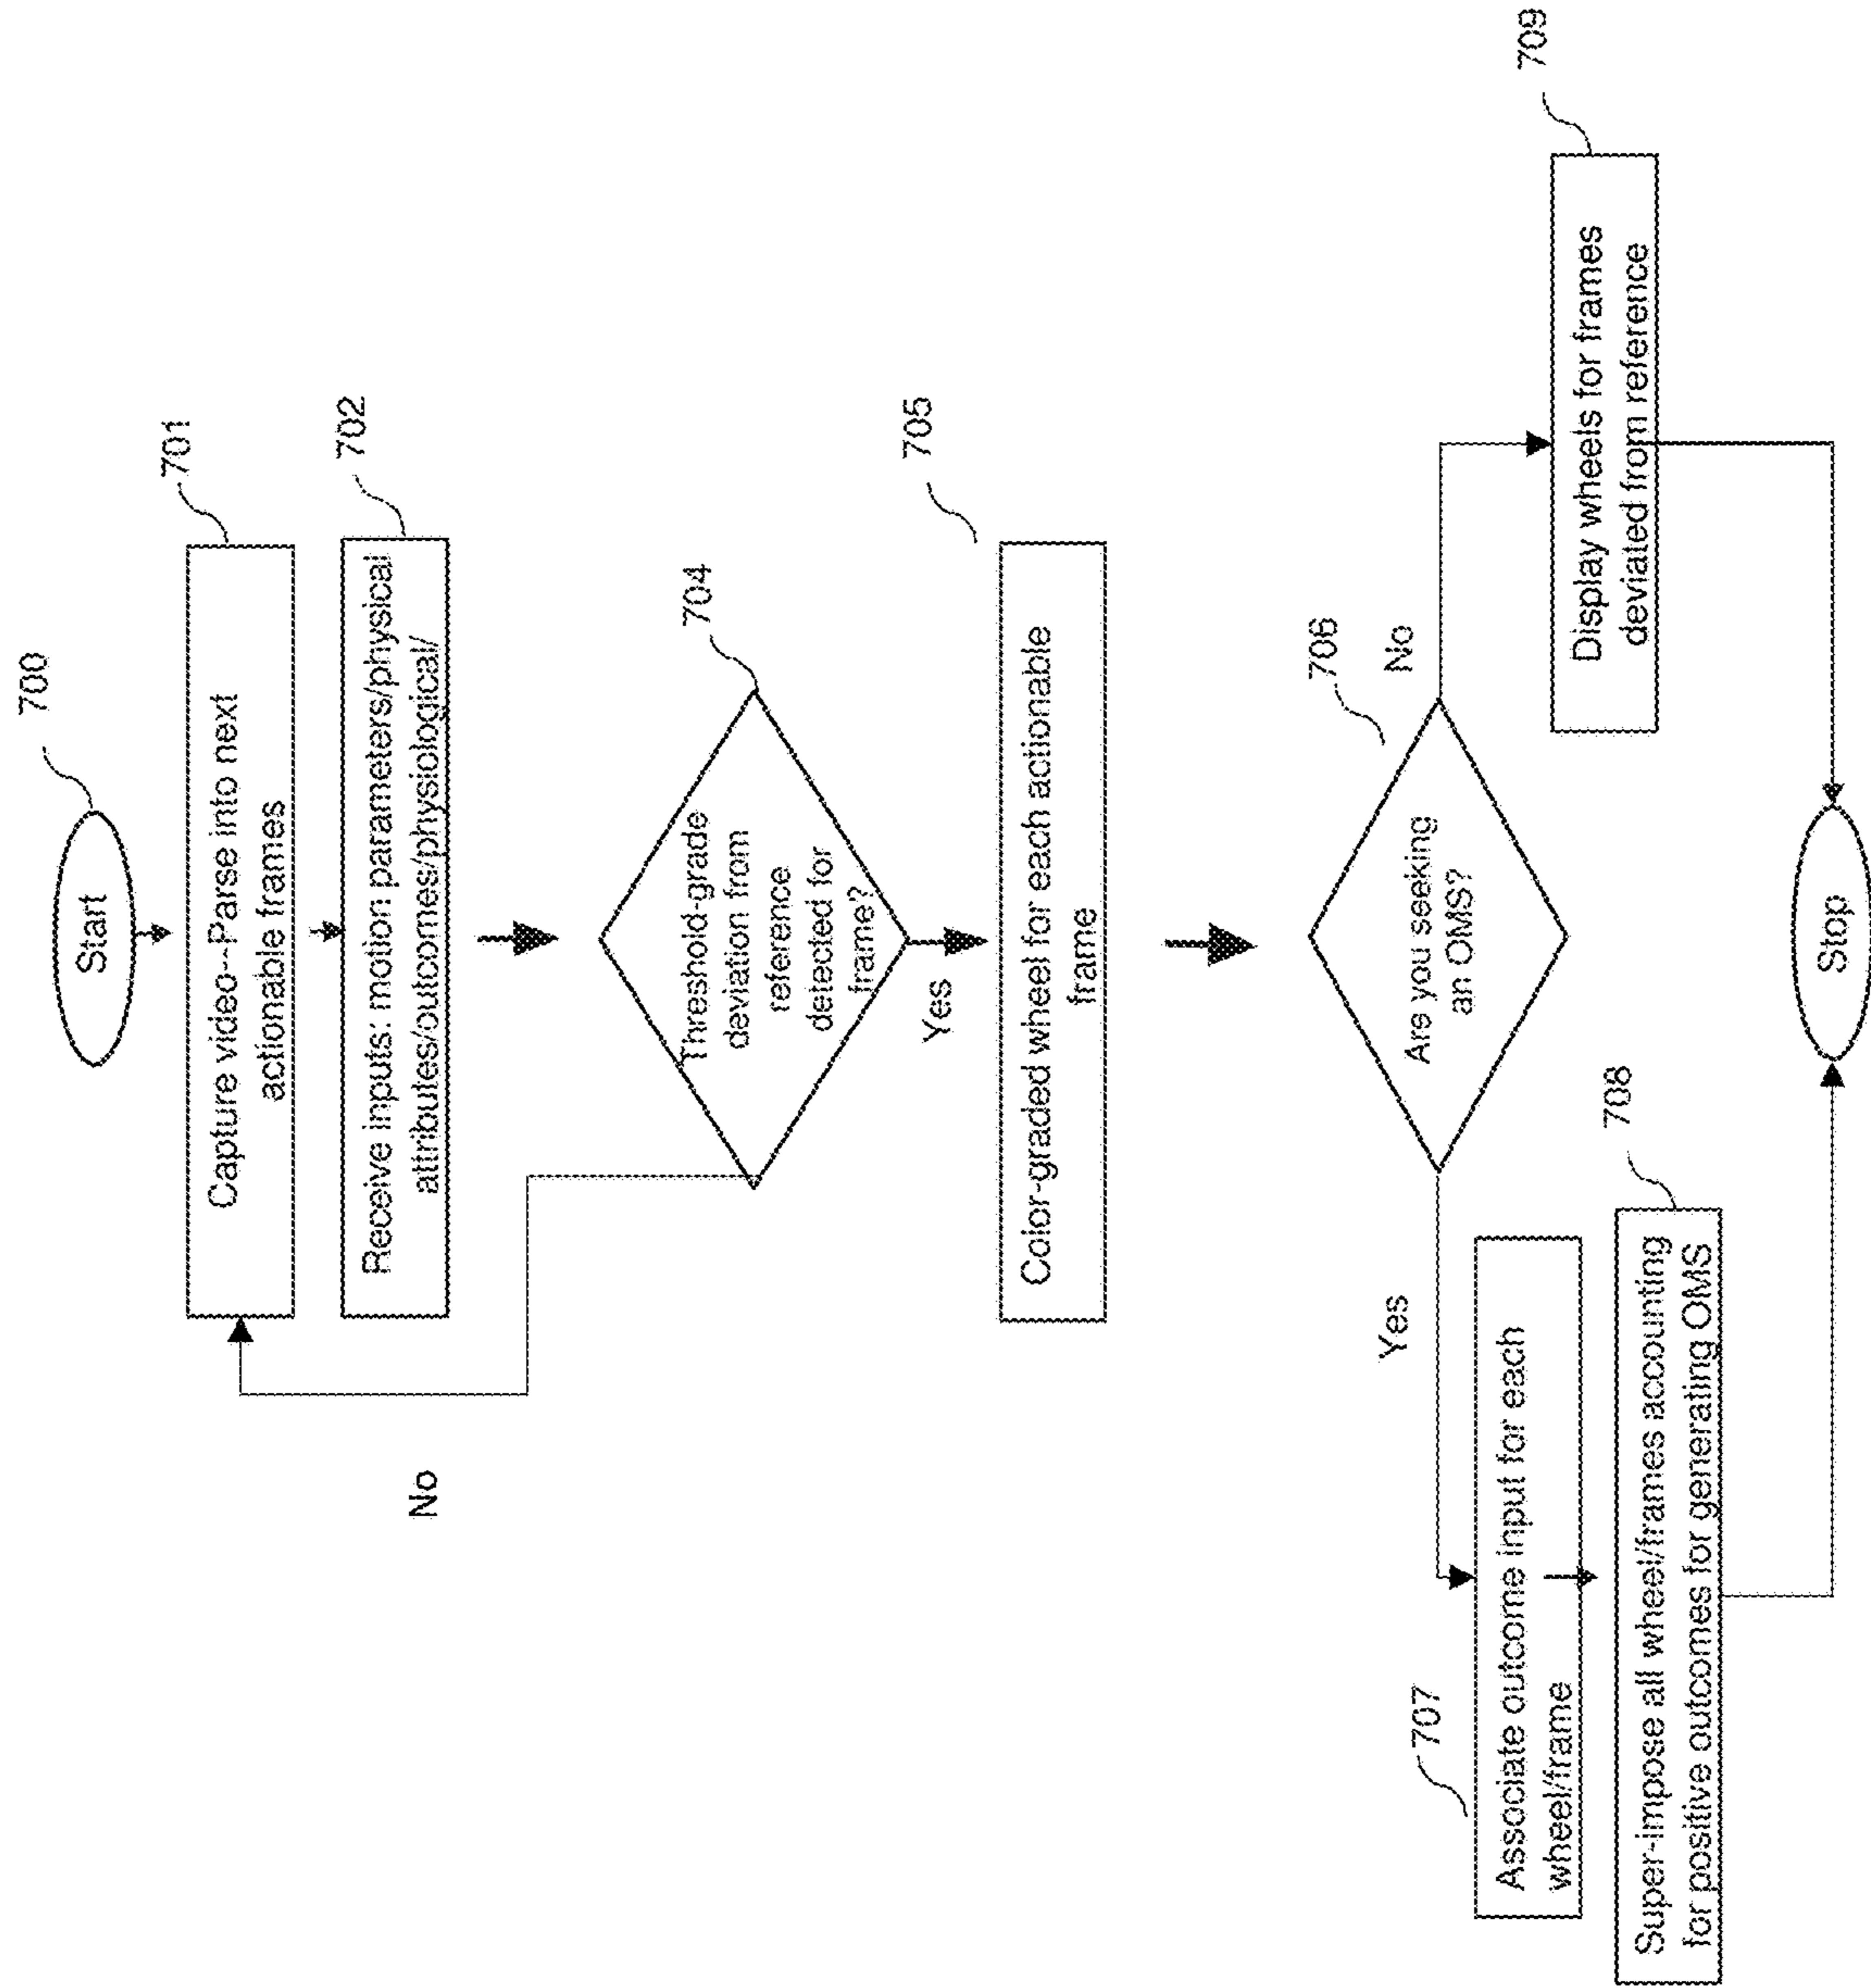 Start
700
Capture video--Parse into next
actionable frames
701
Receive inputs: motion parameters/physical
attributes/outcomes/physiological/
702
Threshold-grade
deviation from
reference
detected for
frame?
704
No
Yes
Color-graded wheel for each actionable
frame
705
Are you seeking
an OMS?
706
Yes
No
707
Associate outcome input for each
wheel/frame
Super-impose all wheel/frames accounting
for positive outcomes for generating OMS
708
Display wheels for frames
deviated from reference
709
Stop